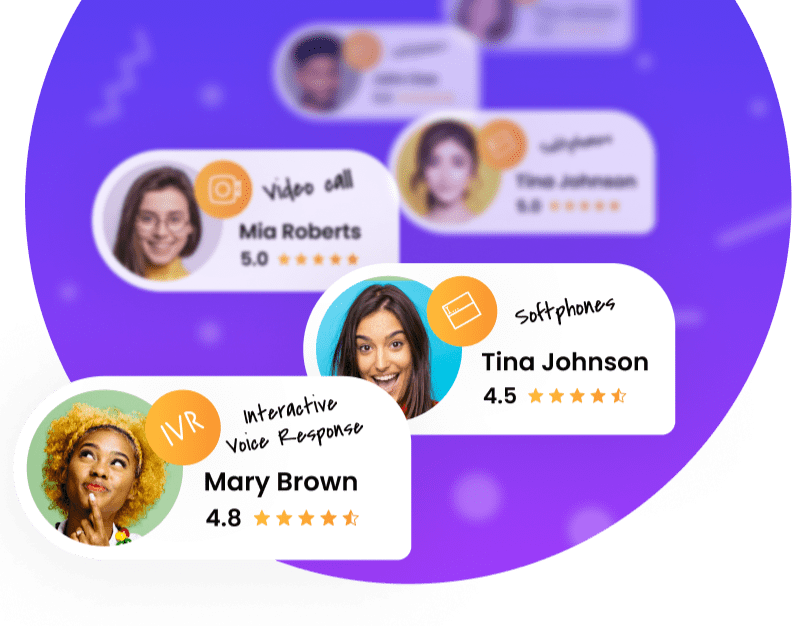 Video call
Mia Roberts
5.0
Tina Johnson
5.0
Softphones
Tina Johnson
4.5
IVR
Interactive
Voice Response
Mary Brown
4.8